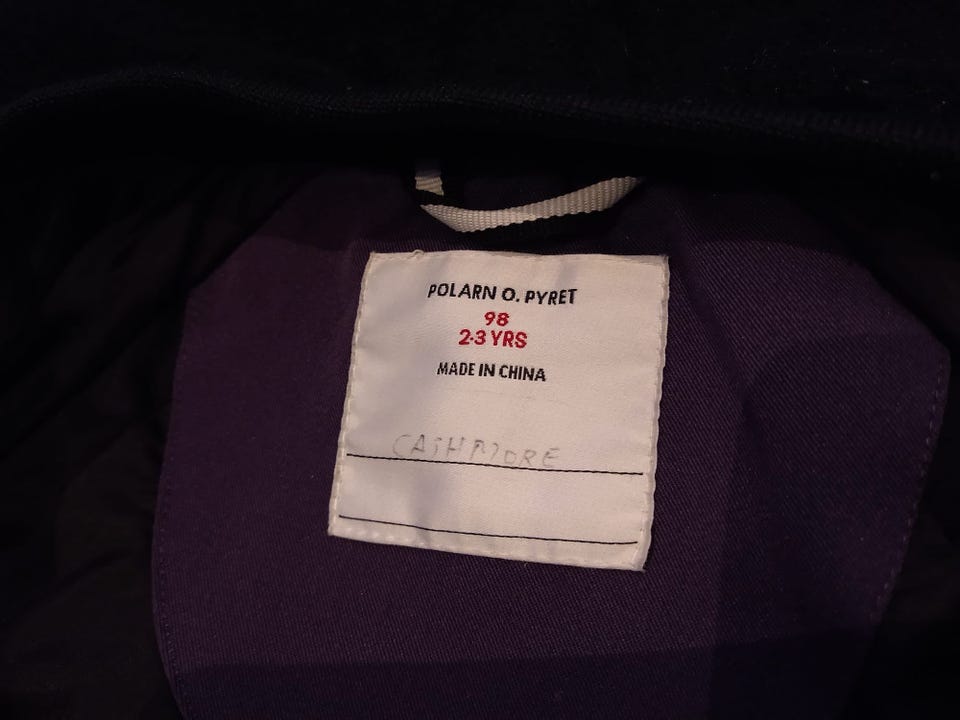 POLARN O. PYRET
98
2-3 YRS
MADE IN CHINA
CASHMORE